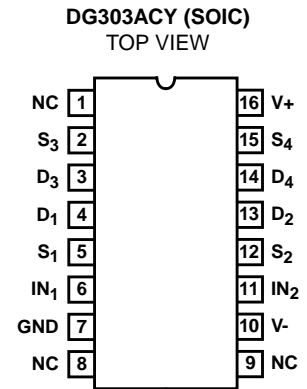 DG303ACY (SOIC)
TOP VIEW
NC 1 16 V+
S3 2 15 S4
D3 3 14 D4
D1 4 13 D2
S1 5 12 S2
IN1 6 11 IN2
GND 7 10 V-
NC 8 9 NC